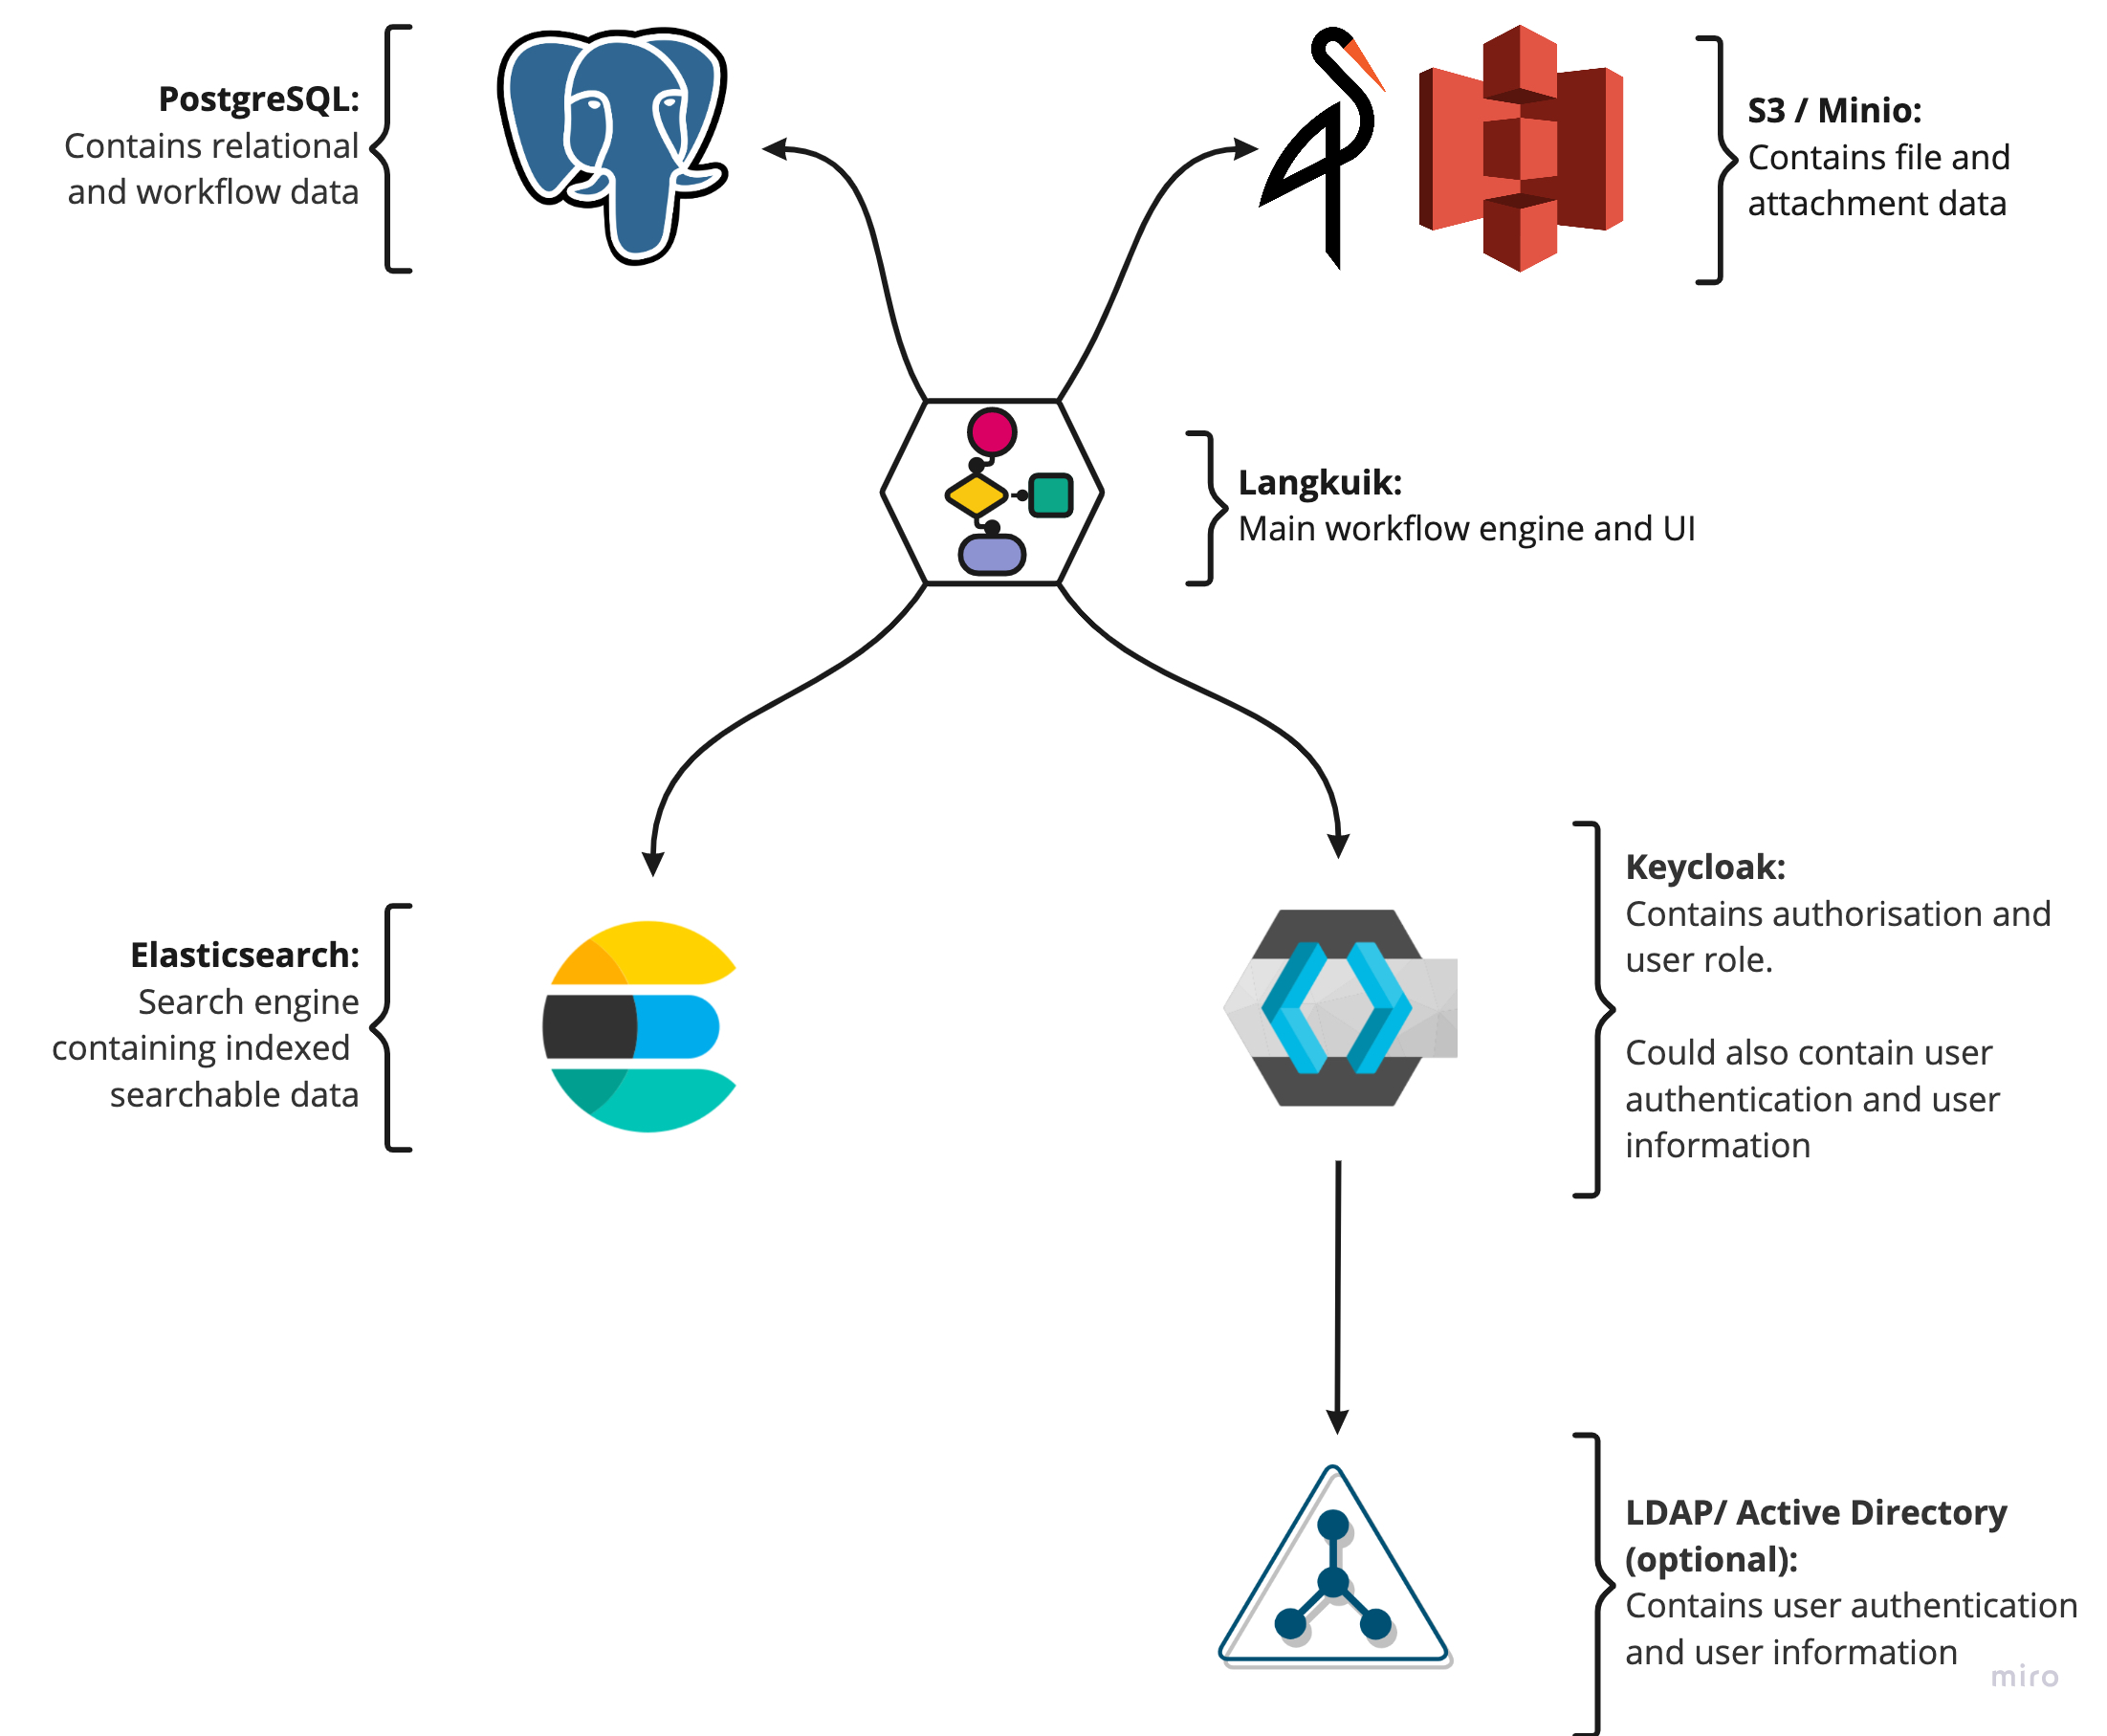 PostgreSQL:
Contains relational
and workflow data
S3 / Minio:
Contains file and
attachment data
Langkuik:
Main workflow engine and UI
Elasticsearch:
Search engine
containing indexed
searchable data
Keycloak:
Contains authorisation and
user role.
Could also contain user
authentication and user
information
LDAP/ Active Directory
(optional):
Contains user authentication
and user information
miro